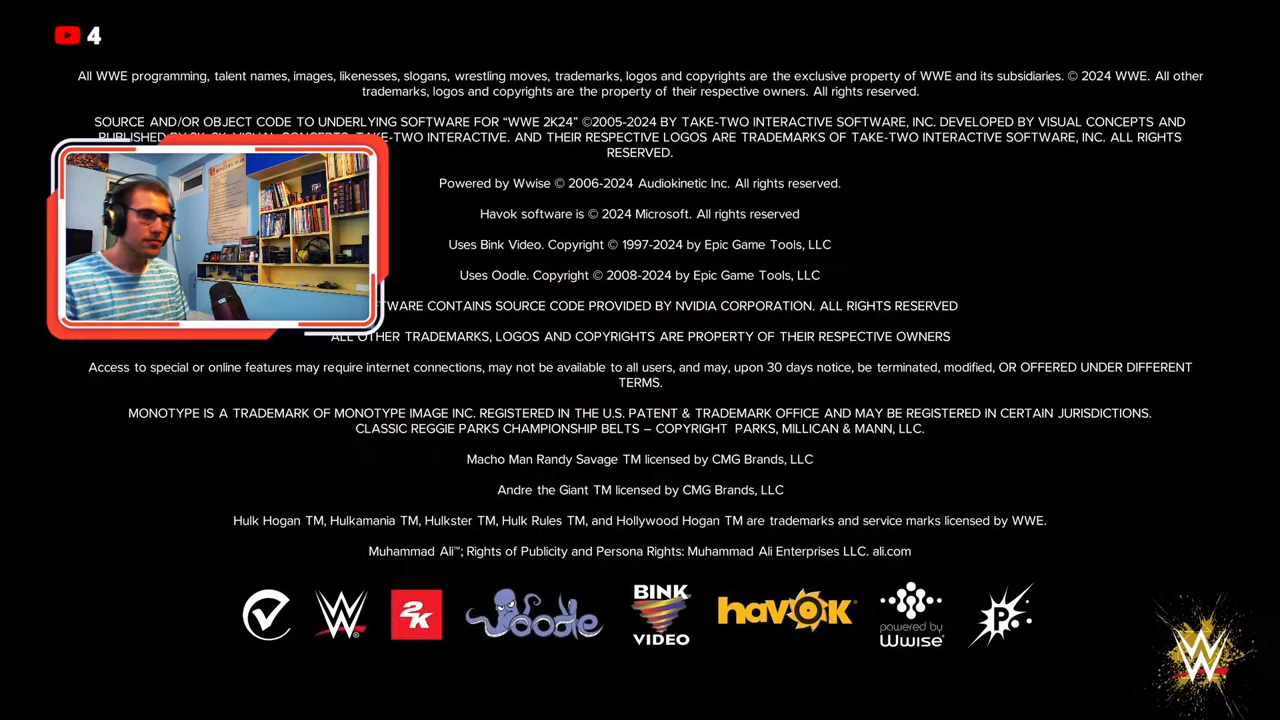 4
All WWE programming, talent names, images, likenesses, slogans, wrestling moves, trademarks, logos and copyrights are the exclusive property of WWE and its subsidiaries. © 2024 WWE. All other
trademarks, logos and copyrights are the property of their respective owners. All rights reserved.
SOURCE AND/OR OBJECT CODE TO UNDERLYING SOFTWARE FOR “WWE 2K24” ©2005-2024 BY TAKE-TWO INTERACTIVE SOFTWARE, INC. DEVELOPED BY VISUAL CONCEPTS AND
PUBLISHED BY 2K. 2K, VISUAL CONCEPTS, TAKE-TWO INTERACTIVE. AND THEIR RESPECTIVE LOGOS ARE TRADEMARKS OF TAKE-TWO INTERACTIVE SOFTWARE, INC. ALL RIGHTS
RESERVED.
Powered by Wwise © 2006-2024 Audiokinetic Inc. All rights reserved.
Havok software is © 2024 Microsoft. All rights reserved
Uses Bink Video. Copyright © 1997-2024 by Epic Game Tools, LLC
Uses Oodle. Copyright © 2008-2024 by Epic Game Tools, LLC
CONTAINS SOURCE CODE PROVIDED BY NVIDIA CORPORATION. ALL RIGHTS RESERVED
ALL OTHER TRADEMARKS, LOGOS AND COPYRIGHTS ARE PROPERTY OF THEIR RESPECTIVE OWNERS
Access to special or online features may require internet connections, may not be available to all users, and may, upon 30 days notice, be terminated, modified, OR OFFERED UNDER DIFFERENT
TERMS.
MONOTYPE IS A TRADEMARK OF MONOTYPE IMAGE INC. REGISTERED IN THE U.S. PATENT & TRADEMARK OFFICE AND MAY BE REGISTERED IN CERTAIN JURISDICTIONS.
CLASSIC REGGIE PARKS CHAMPIONSHIP BELTS – COPYRIGHT PARKS, MILLICAN & MANN, LLC.
Macho Man Randy Savage TM licensed by CMG Brands, LLC
Andre the Giant TM licensed by CMG Brands, LLC
Hulk Hogan TM, Hulkamania TM, Hulkster TM, Hulk Rules TM, and Hollywood Hogan TM are trademarks and service marks licensed by WWE.
Muhammad Ali™; Rights of Publicity and Persona Rights: Muhammad Ali Enterprises LLC. ali.com
W 2K oodle BINK VIDEO havok powered by Wwise P
W